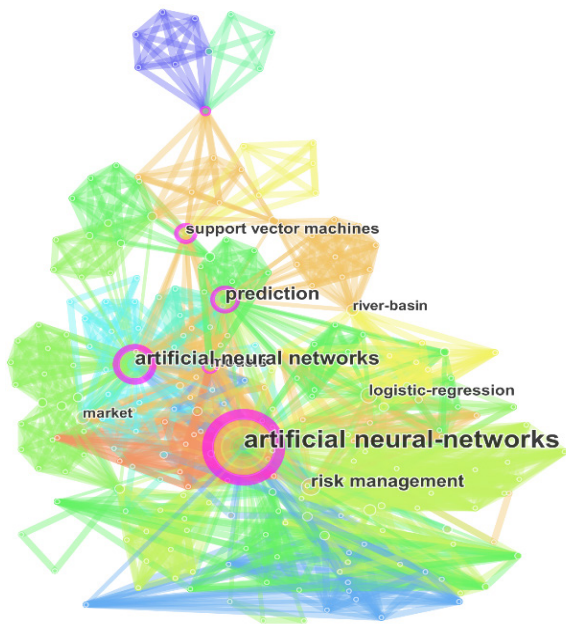 support vector machines
prediction
river-basin
artificial neural networks
logistic-regression
market
artificial neural-networks
risk management